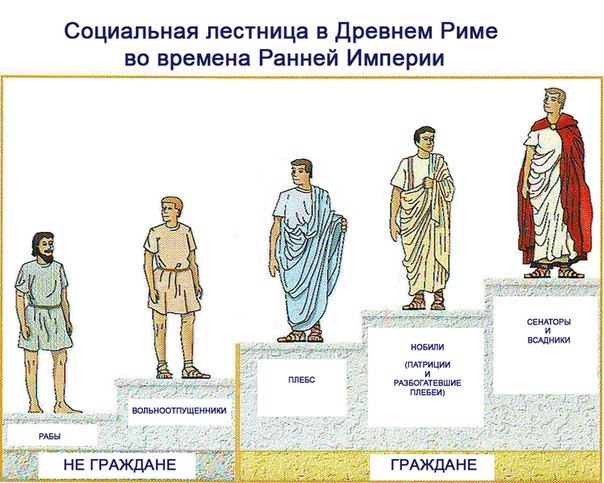 Социальная лестница в Древнем Риме
во времена Ранней Империи
СЕНАТОРЫ
И
ВСАДНИКИ
НОБИЛИ
(ПАТРИЦИИ
И
РАЗБОГАТЕВШИЕ
ПЛЕБЕИ)
ПЛЕБС
ВОЛЬНООТПУЩЕННИКИ
РАБЫ
НЕ ГРАЖДАНЕ
ГРАЖДАНЕ